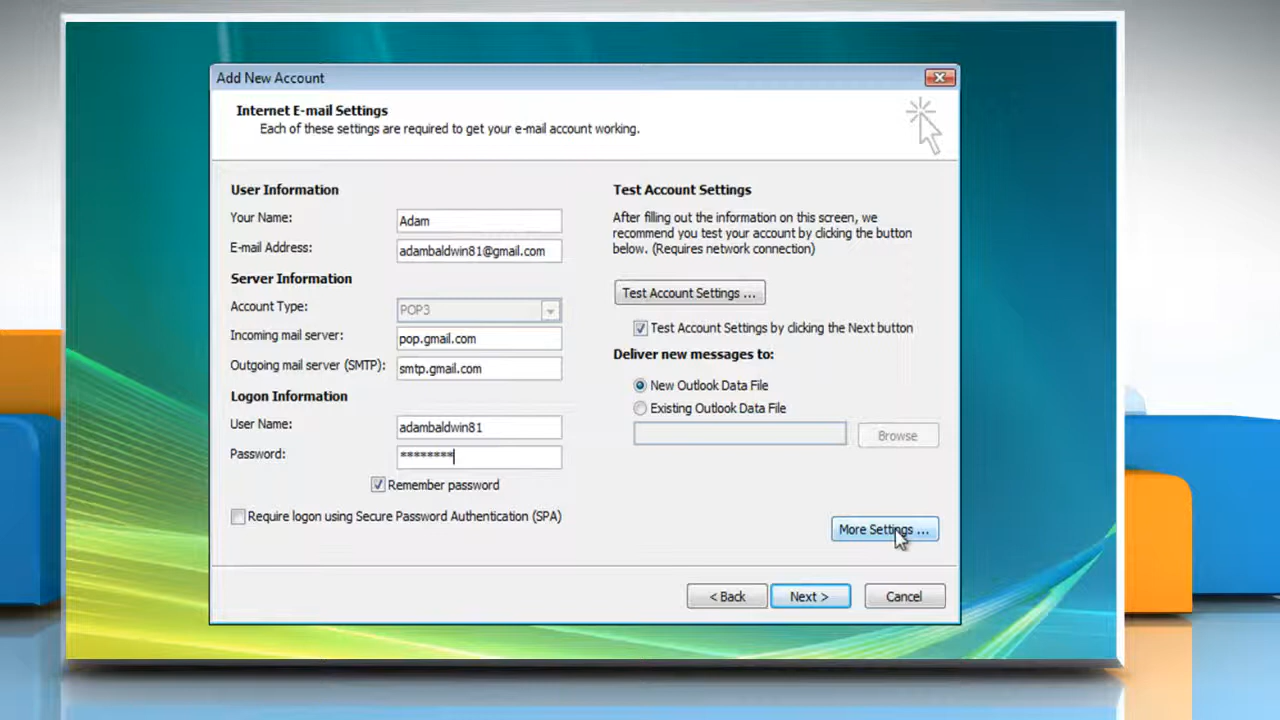 Add New Account
Internet E-mail Settings
Each of these settings are required to get your e-mail account working.
User Information
Your Name:
Adam
E-mail Address:
adambaldwin81@gmail.com
Server Information
Account Type:
POP3
Incoming mail server:
pop.gmail.com
Outgoing mail server (SMTP):
smtp.gmail.com
Logon Information
User Name:
adambaldwin81
Password:
********
Remember password
Require logon using Secure Password Authentication (SPA)
Test Account Settings
After filling out the information on this screen, we
recommend you test your account by clicking the button
below. (Requires network connection)
Test Account Settings ...
Test Account Settings by clicking the Next button
Deliver new messages to:
New Outlook Data File
Existing Outlook Data File
Browse
More Settings ...
< Back
Next >
Cancel